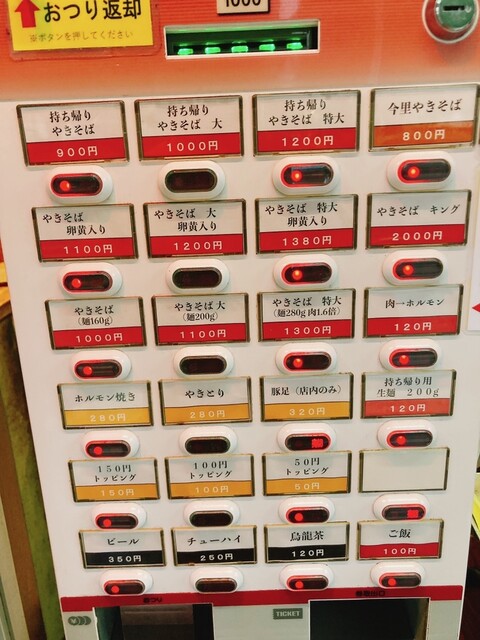 おつり返却
※ボタンを押してください
1000
持ち帰り
やきそば
900円
持ち帰り
やきそば 大
1000円
持ち帰り
やきそば 特大
1200円
今里やきそば
800円
やきそば
卵黄入り
1100円
やきそば 大
卵黄入り
1200円
やきそば 特大
卵黄入り
1380円
やきそば キング
2000円
やきそば
(麺160g)
1000円
やきそば 大
(麺200g)
1100円
やきそば 特大
(麺280g 肉1.6倍)
1300円
肉一ホルモン
120円
ホルモン焼き
280円
やきとり
280円
豚足(店内のみ)
320円
持ち帰り用
生麺 200g
120円
150円
トッピング
150円
100円
トッピング
100円
50円
トッピング
50円
ビール
350円
チューハイ
250円
烏龍茶
120円
ご飯
100円
TICKET